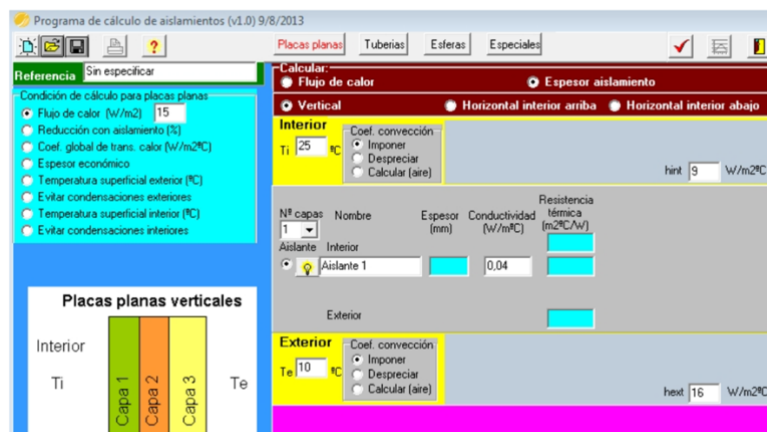 Programa de cálculo de aislamientos (v1.0) 9/8/2013
Placas planas Tuberias Esferas Especiales
Referencia Sin especificar
Calcular:
Flujo de calor Espesor aislamiento
Vertical Horizontal interior arriba Horizontal interior abajo
Condición de cálculo para placas planas
Flujo de calor (W/m2) 15
Reducción con aislamiento (%)
Coef. global de trans. calor (W/m2ºC)
Espesor económico
Temperatura superficial exterior (ºC)
Evitar condensaciones exteriores
Temperatura superficial interior (ºC)
Evitar condensaciones interiores
Interior
Coef. convección
Ti 25 ºC
Imponer
Despreciar
Calcular (aire)
hint 9 W/m2ºC
Nº capas Nombre Espesor (mm) Conductividad (W/mºC) Resistencia térmica (m2ºC/W)
1
Aislante Interior
Aislante 1 0,04
Exterior
Exterior
Coef. convección
Te 10 ºC
Imponer
Despreciar
Calcular (aire)
hext 16 W/m2ºC
Placas planas verticales
Interior
Ti Te
Capa 1
Capa 2
Capa 3